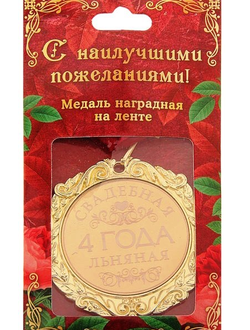 С наилучшими
пожеланиями!
Медаль наградная
на ленте
СВАДЕБНАЯ
4 ГОДА
ЛЬНЯНАЯ